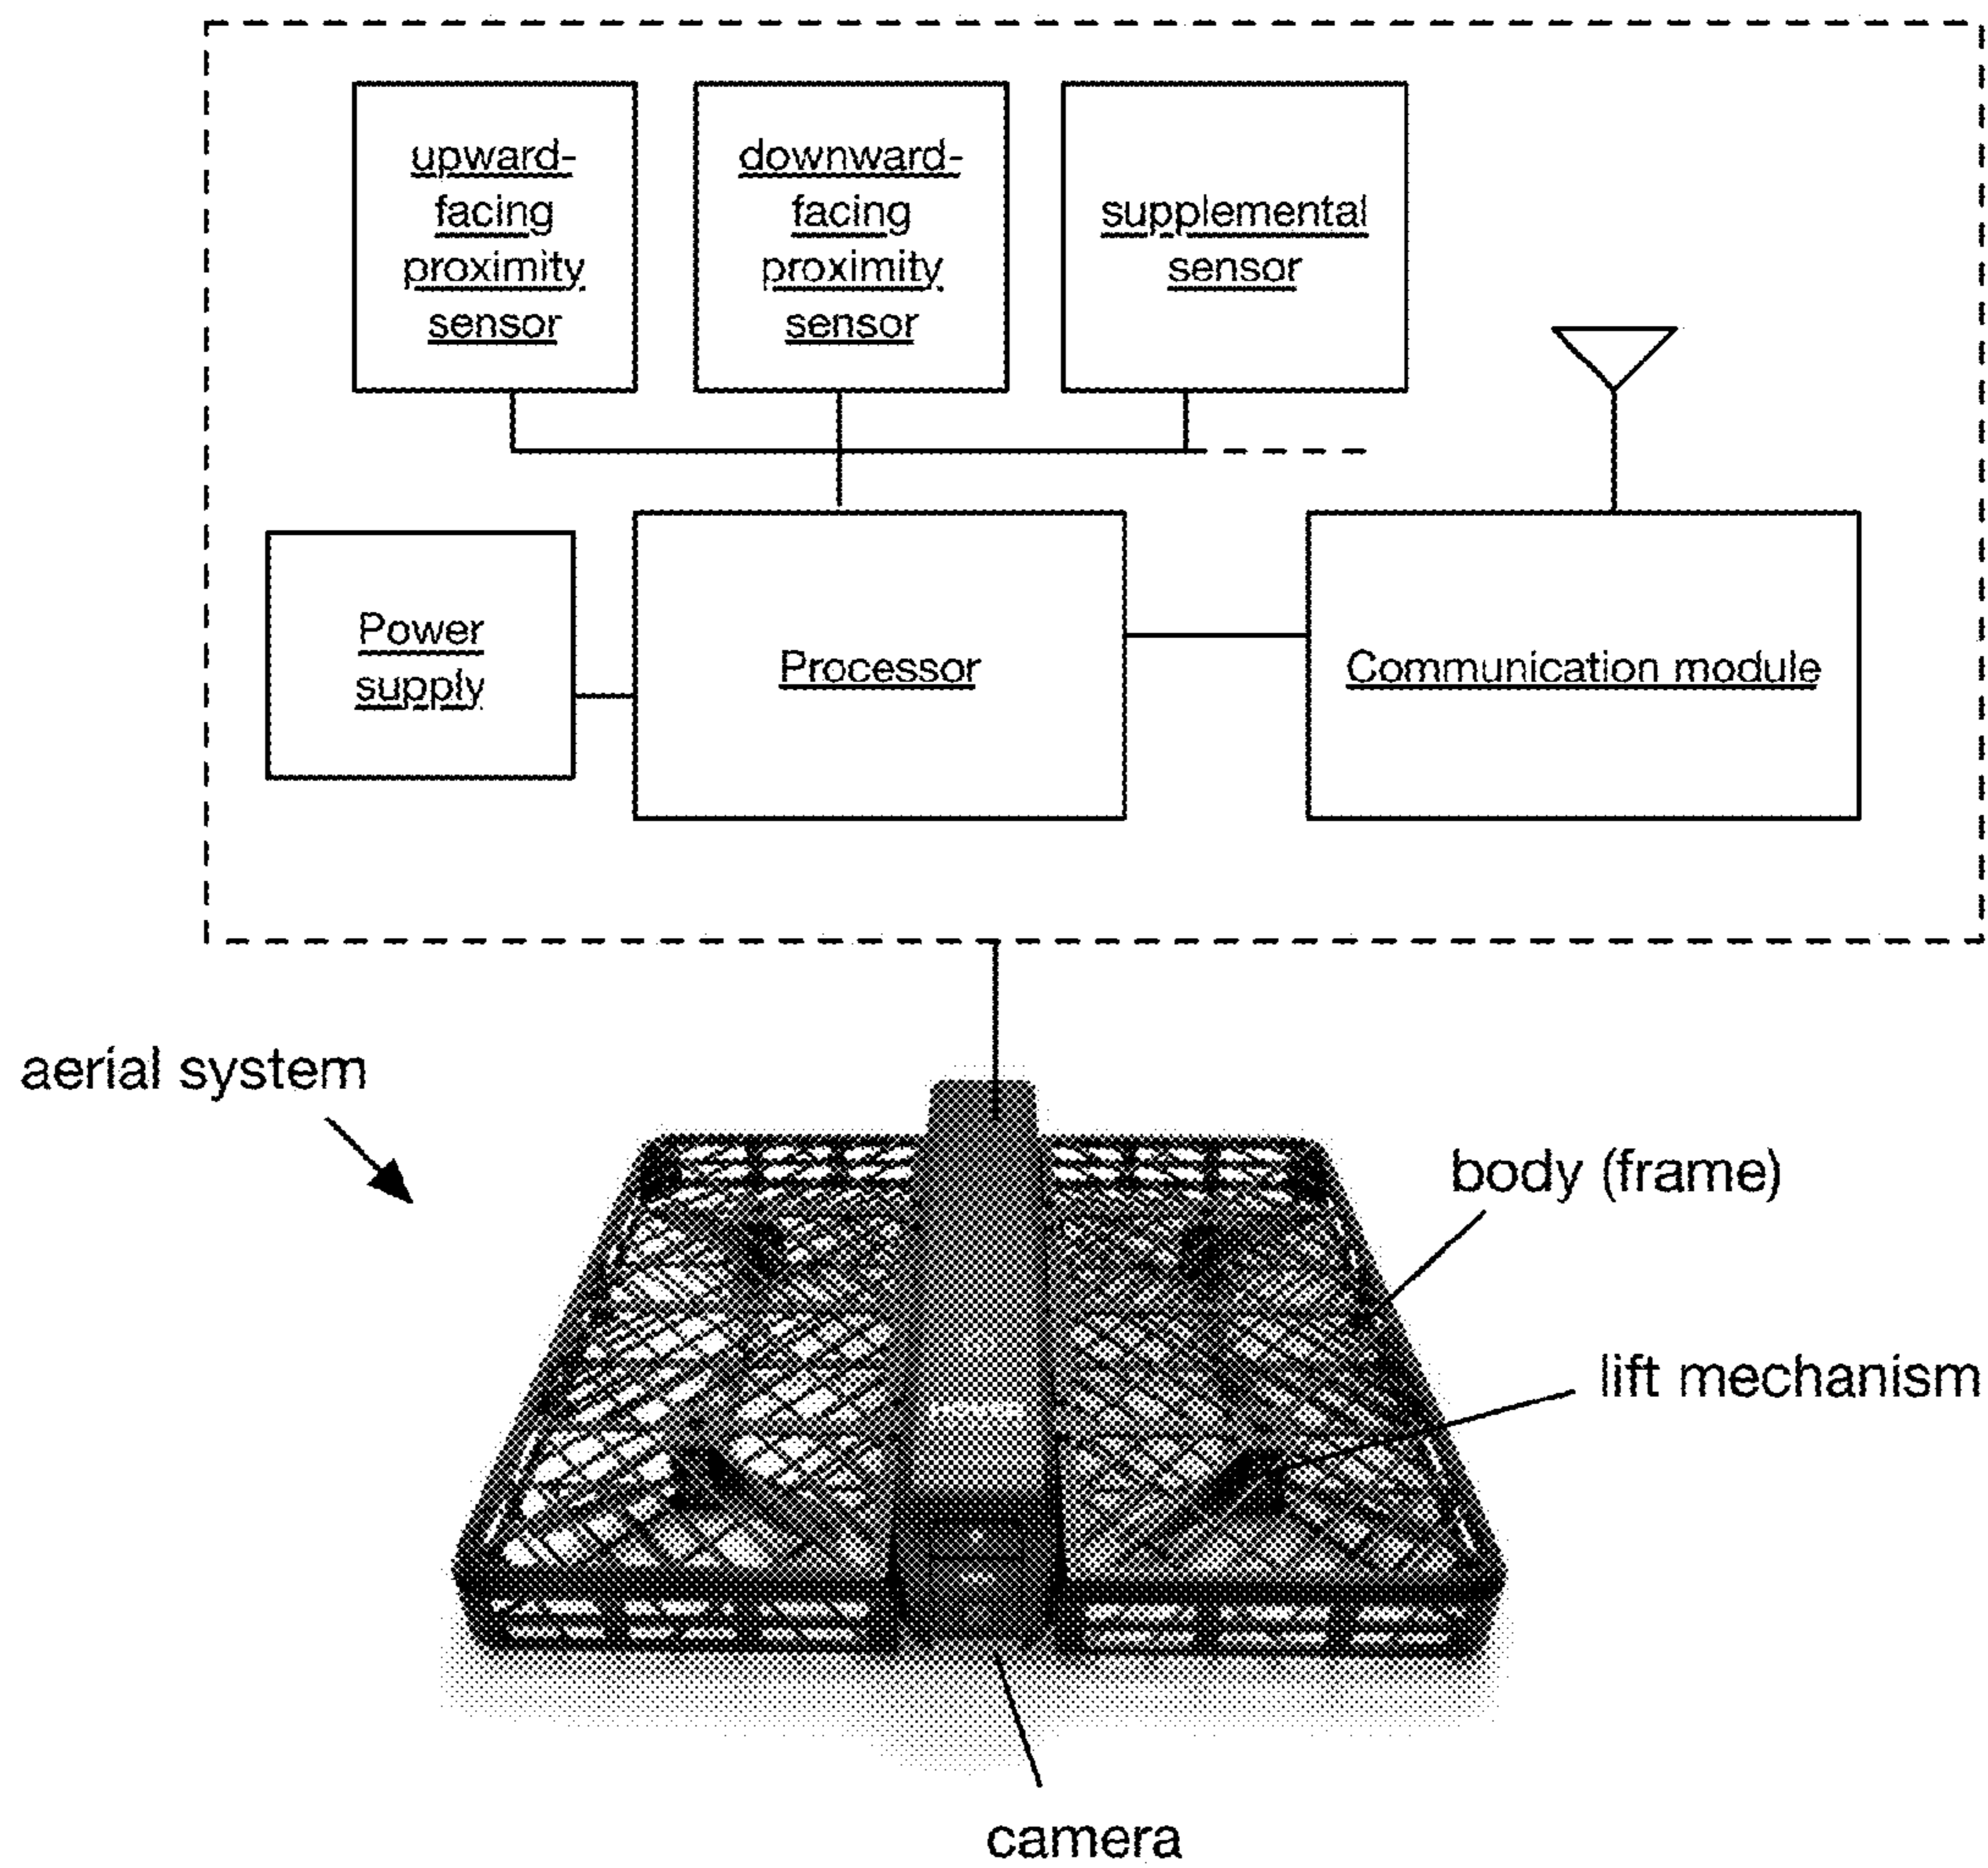 upward-
facing
proximity
sensor
downward-
facing
proximity
sensor
supplemental
sensor
Power
supply
Processor
Communication module
aerial system
body (frame)
lift mechanism
camera